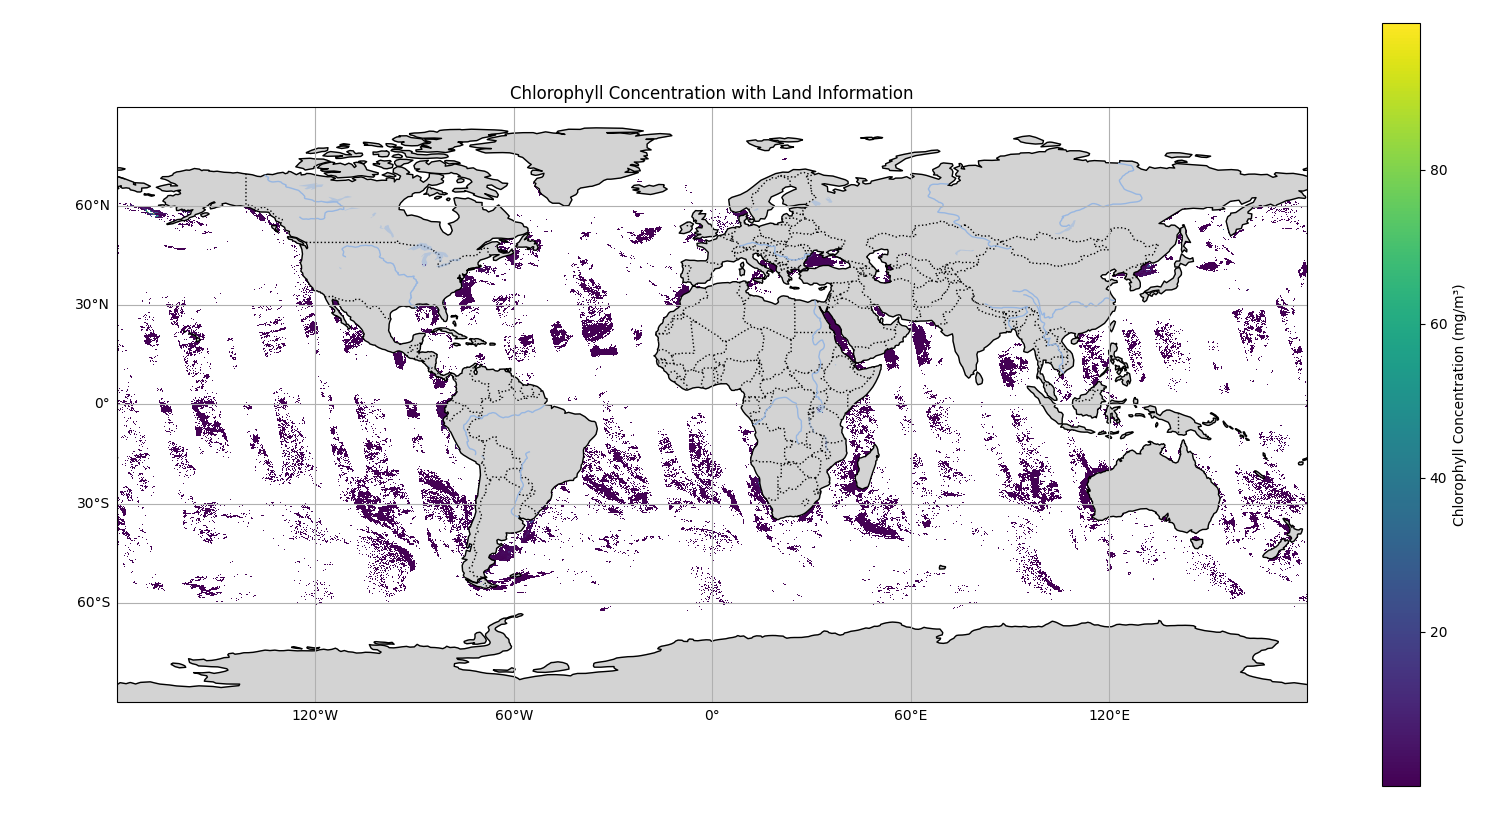 Chlorophyll Concentration with Land Information
60°N
30°N
0°
30°S
60°S
120°W
60°W
0°
60°E
120°E
80
60
40
20
Chlorophyll Concentration (mg/m³)